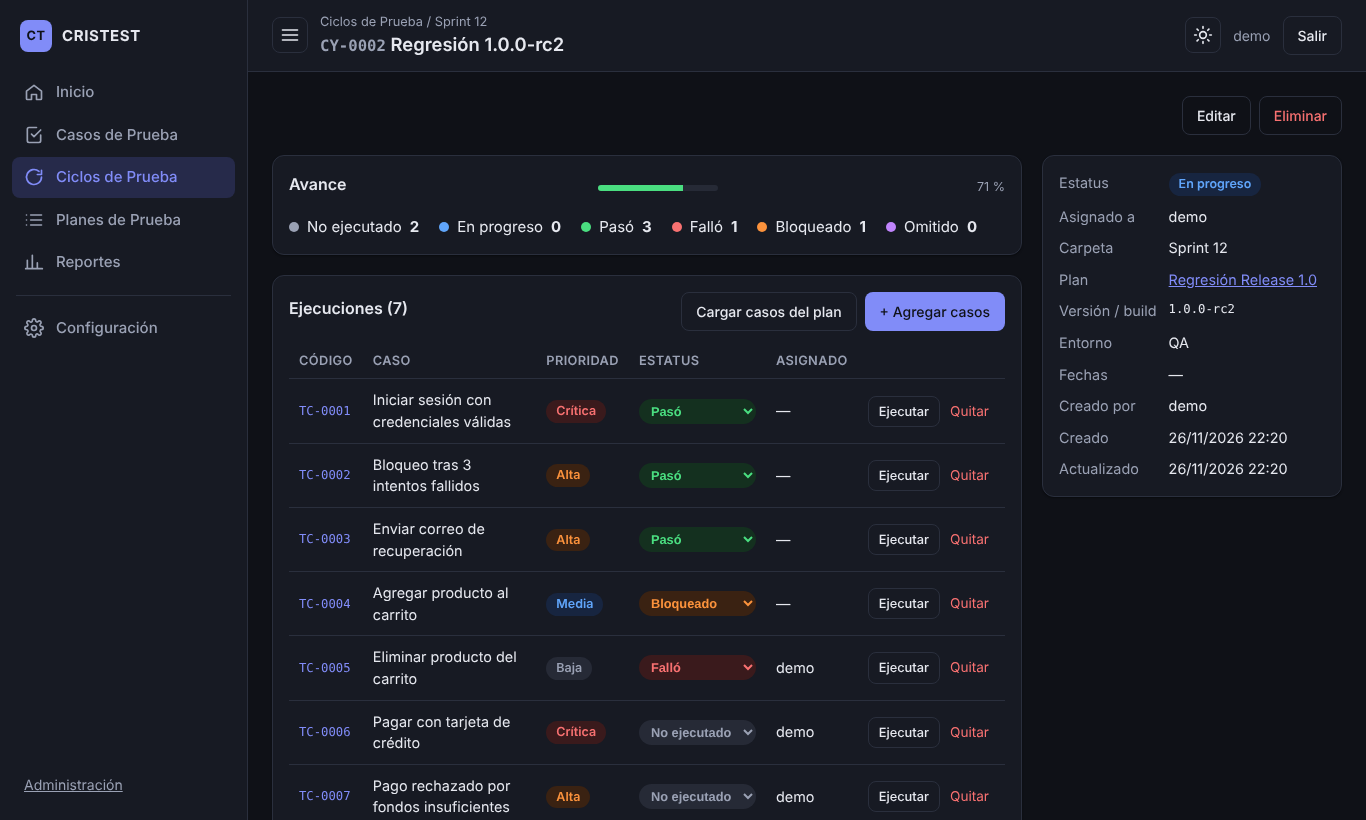 CT CRISTEST
Inicio
Casos de Prueba
Ciclos de Prueba
Planes de Prueba
Reportes
Configuración
Administración
Ciclos de Prueba / Sprint 12
CY-0002 Regresión 1.0.0-rc2
demo
Salir
Editar
Eliminar
Avance
71 %
No ejecutado 2
En progreso 0
Pasó 3
Falló 1
Bloqueado 1
Omitido 0
Ejecuciones (7)
Cargar casos del plan
+ Agregar casos
CÓDIGO CASO PRIORIDAD ESTATUS ASIGNADO
TC-0001 Iniciar sesión con
credenciales válidas Crítica Pasó — Ejecutar Quitar
TC-0002 Bloqueo tras 3
intentos fallidos Alta Pasó — Ejecutar Quitar
TC-0003 Enviar correo de
recuperación Alta Pasó — Ejecutar Quitar
TC-0004 Agregar producto al
carrito Media Bloqueado — Ejecutar Quitar
TC-0005 Eliminar producto del
carrito Baja Falló demo Ejecutar Quitar
TC-0006 Pagar con tarjeta de
crédito Crítica No ejecutado demo Ejecutar Quitar
TC-0007 Pago rechazado por
fondos insuficientes Alta No ejecutado demo Ejecutar Quitar
Estatus En progreso
Asignado a demo
Carpeta Sprint 12
Plan Regresión Release 1.0
Versión / build 1.0.0-rc2
Entorno QA
Fechas —
Creado por demo
Creado 26/11/2026 22:20
Actualizado 26/11/2026 22:20